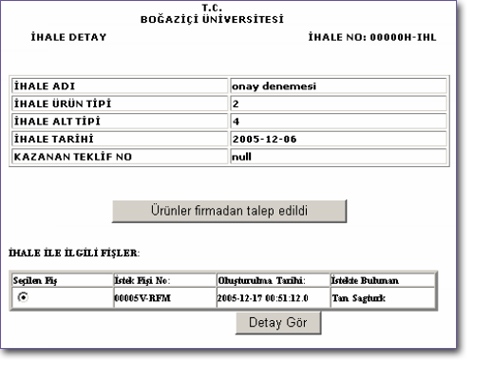 T.C.
BOĞAZİÇİ ÜNİVERSİTESİ
İHALE DETAY İHALE NO: 00000H-IHL
İHALE ADI onay denemesi
İHALE ÜRÜN TİPİ 2
İHALE ALT TİPİ 4
İHALE TARİHİ 2005-12-06
KAZANAN TEKLİF NO null
Ürünler firmadan talep edildi
İHALE İLE İLGİLİ FİŞLER:
Seçilen Fiş İstek Fişi No: Oluşturulma Tarihi: İstekte Bulunan
00005V-RFM 2005-12-17 00:51:12.0 Tan Sagturk
Detay Gör